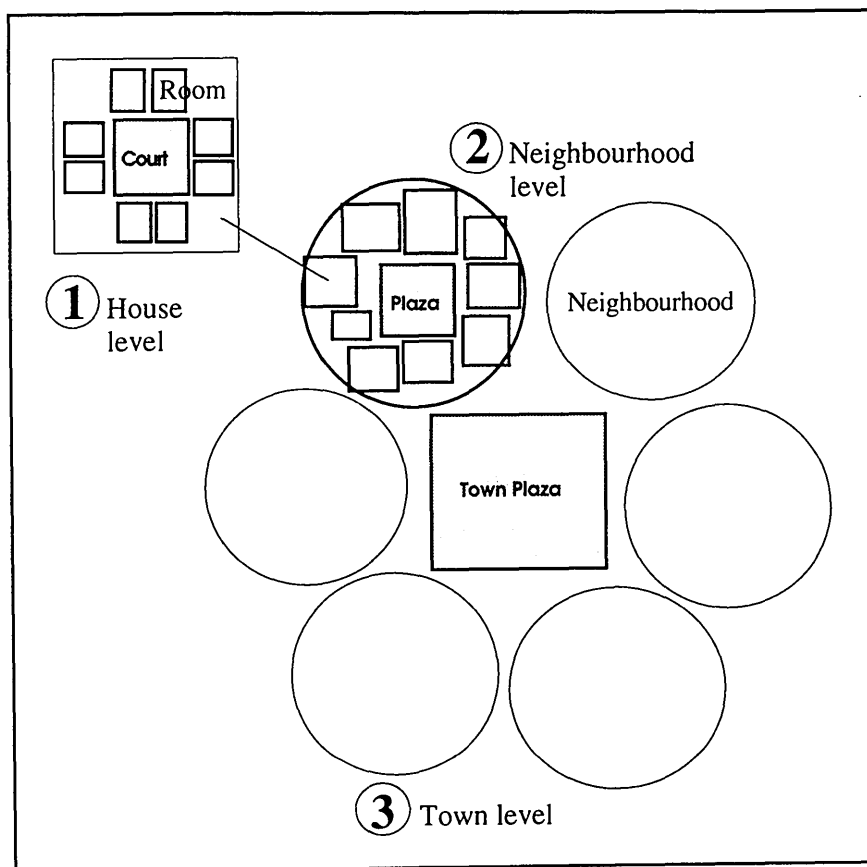 Room
Court
2 Neighbourhood
level
1 House
level
Plaza
Neighbourhood
Town Plaza
3 Town level